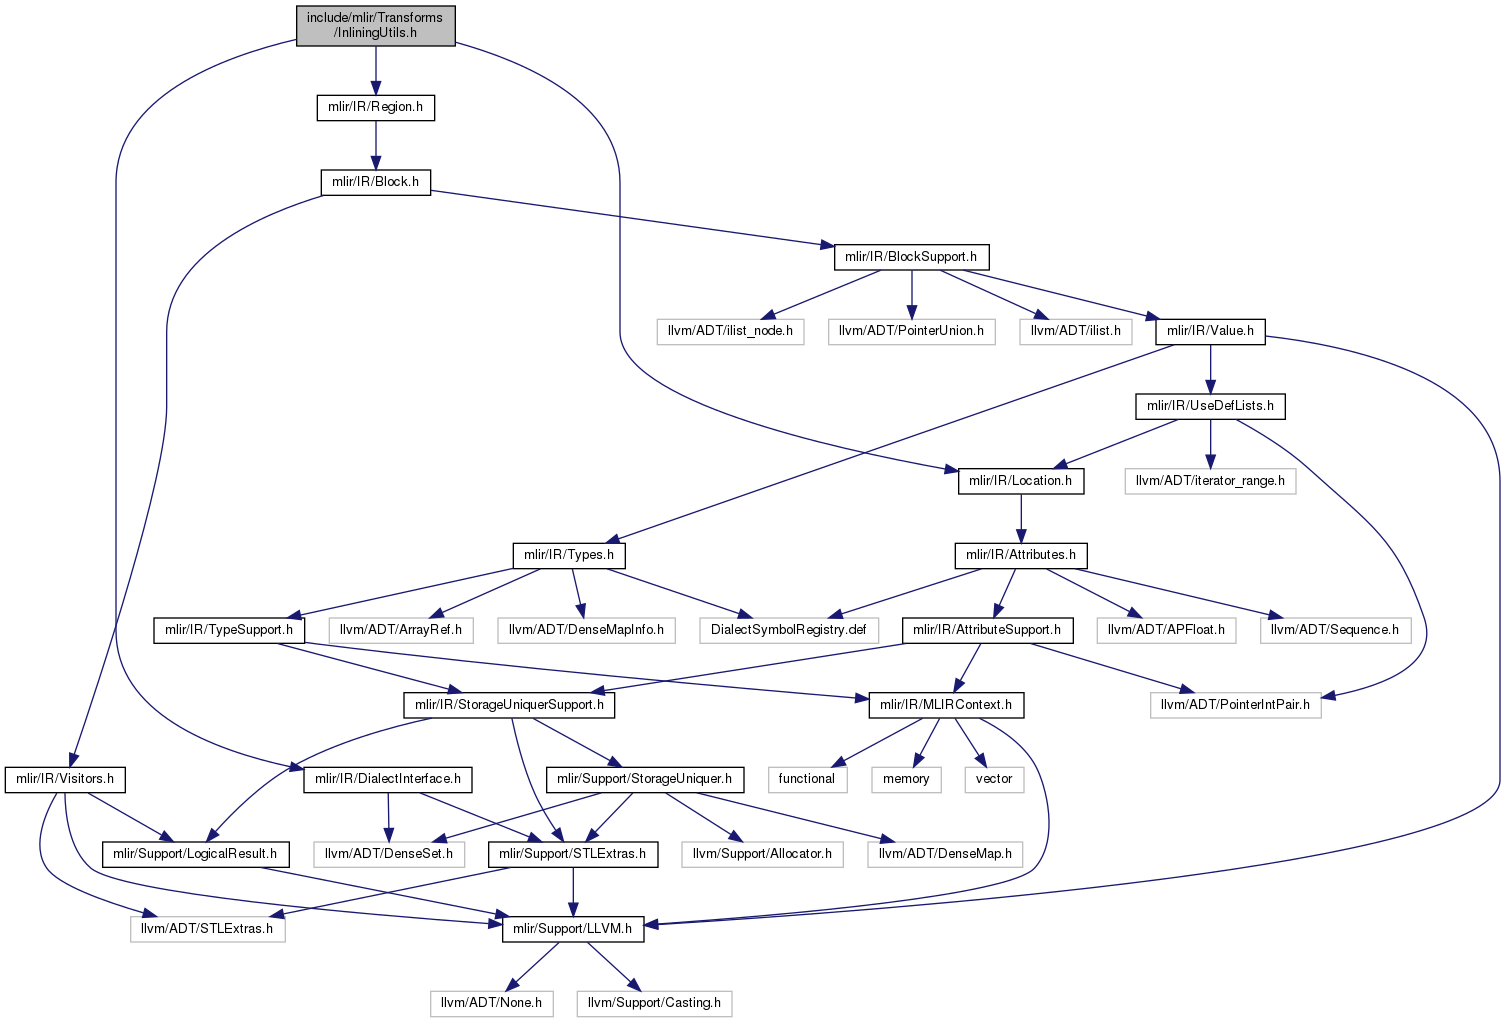 include/mlir/Transforms
/InliningUtils.h
mlir/IR/Region.h
mlir/IR/Block.h
mlir/IR/BlockSupport.h
llvm/ADT/ilist_node.h
llvm/ADT/PointerUnion.h
llvm/ADT/ilist.h
mlir/IR/Value.h
mlir/IR/UseDefLists.h
mlir/IR/Location.h
llvm/ADT/iterator_range.h
mlir/IR/Types.h
mlir/IR/Attributes.h
mlir/IR/TypeSupport.h
llvm/ADT/ArrayRef.h
llvm/ADT/DenseMapInfo.h
DialectSymbolRegistry.def
mlir/IR/AttributeSupport.h
llvm/ADT/APFloat.h
llvm/ADT/Sequence.h
mlir/IR/StorageUniquerSupport.h
mlir/IR/MLIRContext.h
llvm/ADT/PointerIntPair.h
mlir/IR/Visitors.h
mlir/IR/DialectInterface.h
mlir/Support/StorageUniquer.h
functional
memory
vector
mlir/Support/LogicalResult.h
llvm/ADT/DenseSet.h
mlir/Support/STLExtras.h
llvm/Support/Allocator.h
llvm/ADT/DenseMap.h
llvm/ADT/STLExtras.h
mlir/Support/LLVM.h
llvm/ADT/None.h
llvm/Support/Casting.h